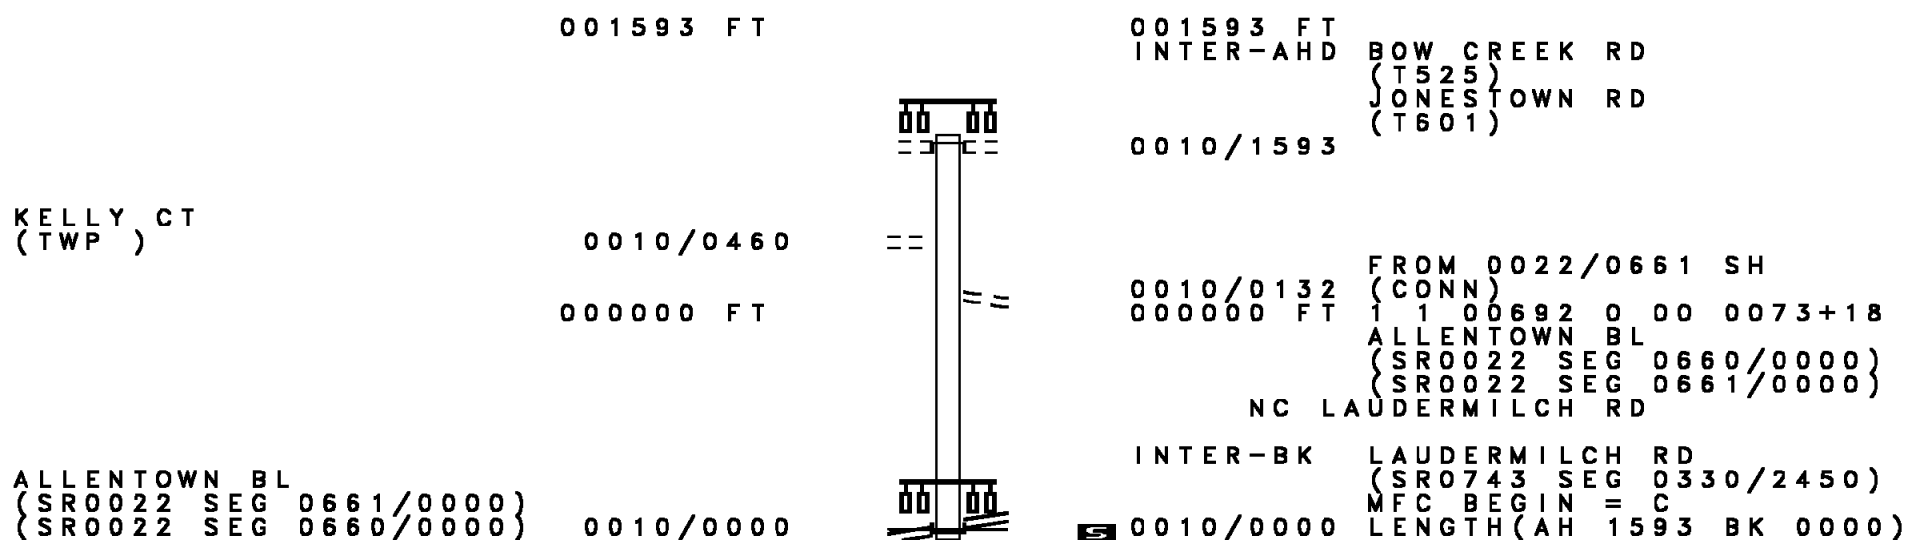 001593 FT 001593 FT
INTER-AHD BOW CREEK RD
(T525)
JONESTOWN RD
(T601)
0010/1593
KELLY CT
(TWP ) 0010/0460
FROM 0022/0661 SH
0010/0132 (CONN)
000000 FT 000000 FT 1 1 00692 0 00 0073+18
ALLENTOWN BL
(SR0022 SEG 0660/0000)
(SR0022 SEG 0661/0000)
NC LAUDERMILCH RD
INTER-BK LAUDERMILCH RD
ALLENTOWN BL (SR0743 SEG 0330/2450)
(SR0022 SEG 0661/0000) MFC BEGIN = C
(SR0022 SEG 0660/0000) 0010/0000 S 0010/0000 LENGTH(AH 1593 BK 0000)